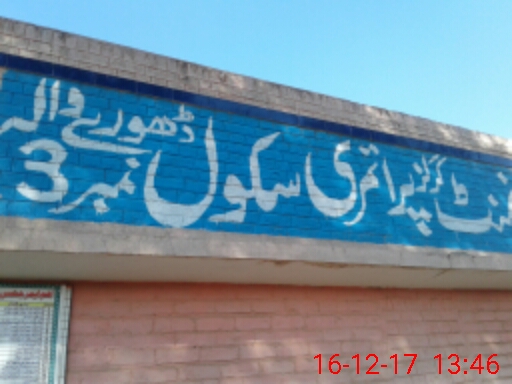 گرلز پرائمری سکول ڈھورے والہ
نمبر 3
16-12-17 13:46